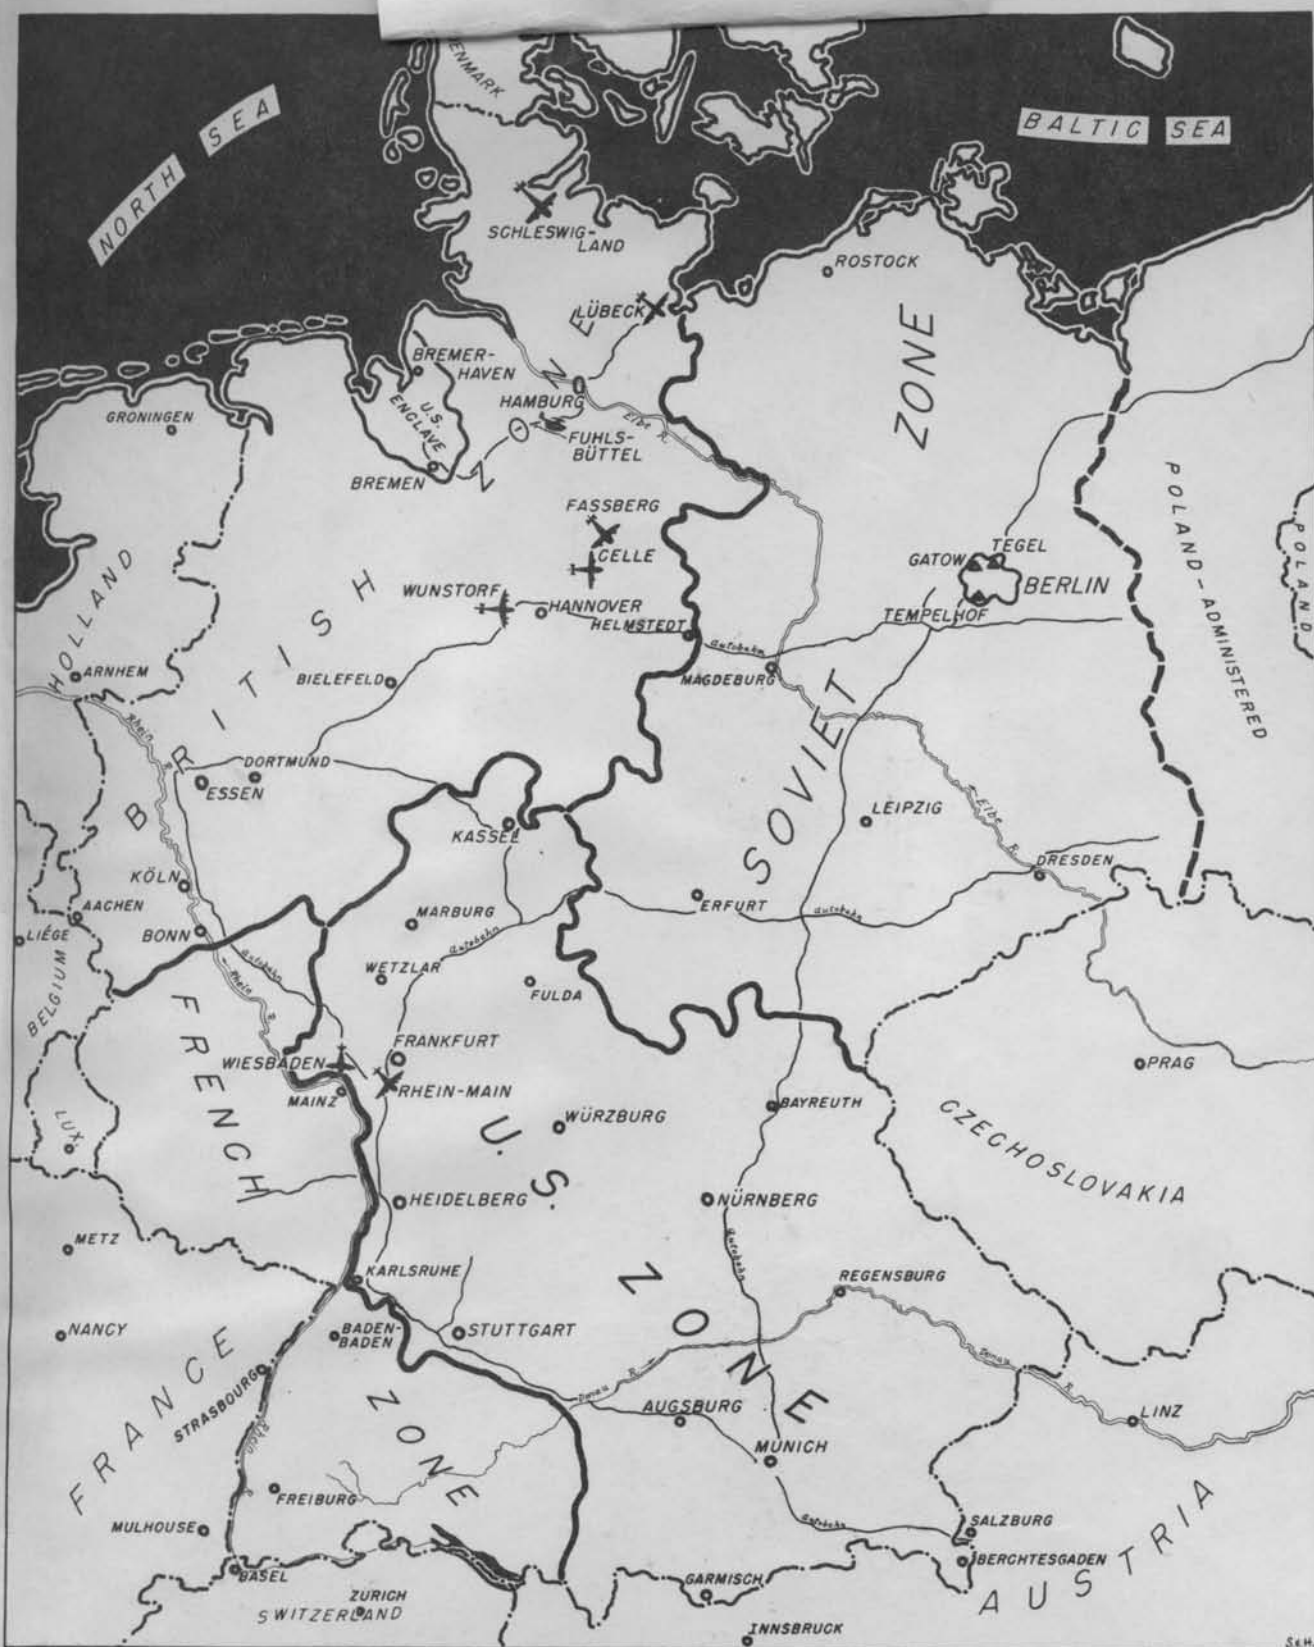 DENMARK
NORTH SEA
BALTIC SEA
SCHLESWIG-
LAND
ROSTOCK
LÜBECK
ZONE
BREMER-
HAVEN
U.S.
ENCLAVE
HAMBURG
Elbe R.
GRONINGEN
FUHLS-
BÜTTEL
BREMEN
FASSBERG
POLAND-ADMINISTERED
POLAND
CELLE
GATOW
TEGEL
BERLIN
HOLLAND
WUNSTORF
HANNOVER
HELMSTEDT
TEMPELHOF
Autobahn
ARNHEM
BIELEFELD
MAGDEBURG
Rhein R.
BRITISH ZONE
SOVIET
DORTMUND
ESSEN
KASSEL
LEIPZIG
Elbe R.
KÖLN
DRESDEN
AACHEN
MARBURG
ERFURT
Autobahn
LIÉGE
BONN
Autobahn
Autobahn
BELGIUM
WETZLAR
Rhein R.
FULDA
FRENCH
FRANKFURT
WIESBADEN
PRAG
RHEIN-MAIN
MAINZ
BAYREUTH
LUX.
WÜRZBURG
U.S.
CZECHOSLOVAKIA
HEIDELBERG
NÜRNBERG
METZ
Autobahn
KARLSRUHE
REGENSBURG
ZONE
NANCY
BADEN-
BADEN
STUTTGART
FRANCE
STRASBOURG
Donau R.
Donau R.
ZONE
AUGSBURG
LINZ
Rhein
MUNICH
FREIBURG
MULHOUSE
Autobahn
SALZBURG
BERCHTESGADEN
AUSTRIA
BASEL
GARMISCH
ZÜRICH
SWITZERLAND
INNSBRUCK